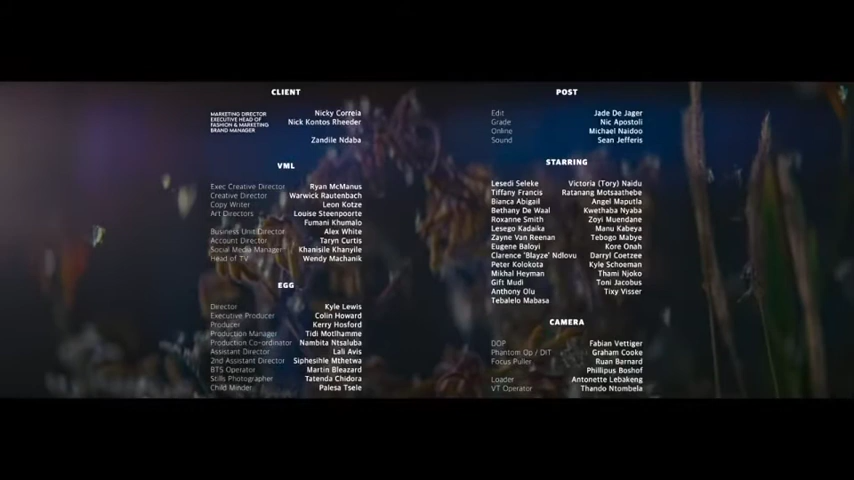 CLIENT
MARKETING DIRECTOR Nicky Correia
EXECUTIVE HEAD OF Nick Kontos Rheeder
FASHION & MARKETING
BRAND MANAGER
Zandile Ndaba
VML
Exec Creative Director Ryan McManus
Creative Director Warwick Rautenbach
Copy Writer Leon Kotze
Art Directors Louise Steenpoorte
Fumani Khumalo
Business Unit Director Alex White
Account Director Taryn Curtis
Social Media Manager Khanisile Khanyile
Head of TV Wendy Machanik
EGG
Director Kyle Lewis
Executive Producer Colin Howard
Producer Kerry Hosford
Production Manager Tidi Motlhamme
Production Co-ordinator Nambita Ntsaluba
Assistant Director Lali Avis
2nd Assistant Director Siphesihle Mthetwa
BTS Operator Martin Bleazard
Stills Photographer Tatenda Chidora
Child Minder Palesa Tsele
POST
Edit Jade De Jager
Grade Nic Apostoli
Online Michael Naidoo
Sound Sean Jefferis
STARRING
Lesedi Seleke Victoria (Tory) Naidu
Tiffany Francis Ratanang Motsaathebe
Bianca Abigail Angel Maputla
Bethany De Waal Kwethaba Nyaba
Roxanne Smith Zoyi Muendane
Lesego Kadaika Manu Kabeya
Zayne Van Reenan Tebogo Mabye
Eugene Baloyi Kore Onah
Clarence 'Blayze' Ndlovu Darryl Coetzee
Peter Kolokota Kyle Schoeman
Mikhal Heyman Thami Njoko
Gift Mudi Toni Jacobus
Anthony Olu Tixy Visser
Tebalelo Mabasa
CAMERA
DOP Fabian Vettiger
Phantom Op / DIT Graham Cooke
Focus Puller Ruan Barnard
Phillipus Boshof
Loader Antonette Lebakeng
VT Operator Thando Ntombela